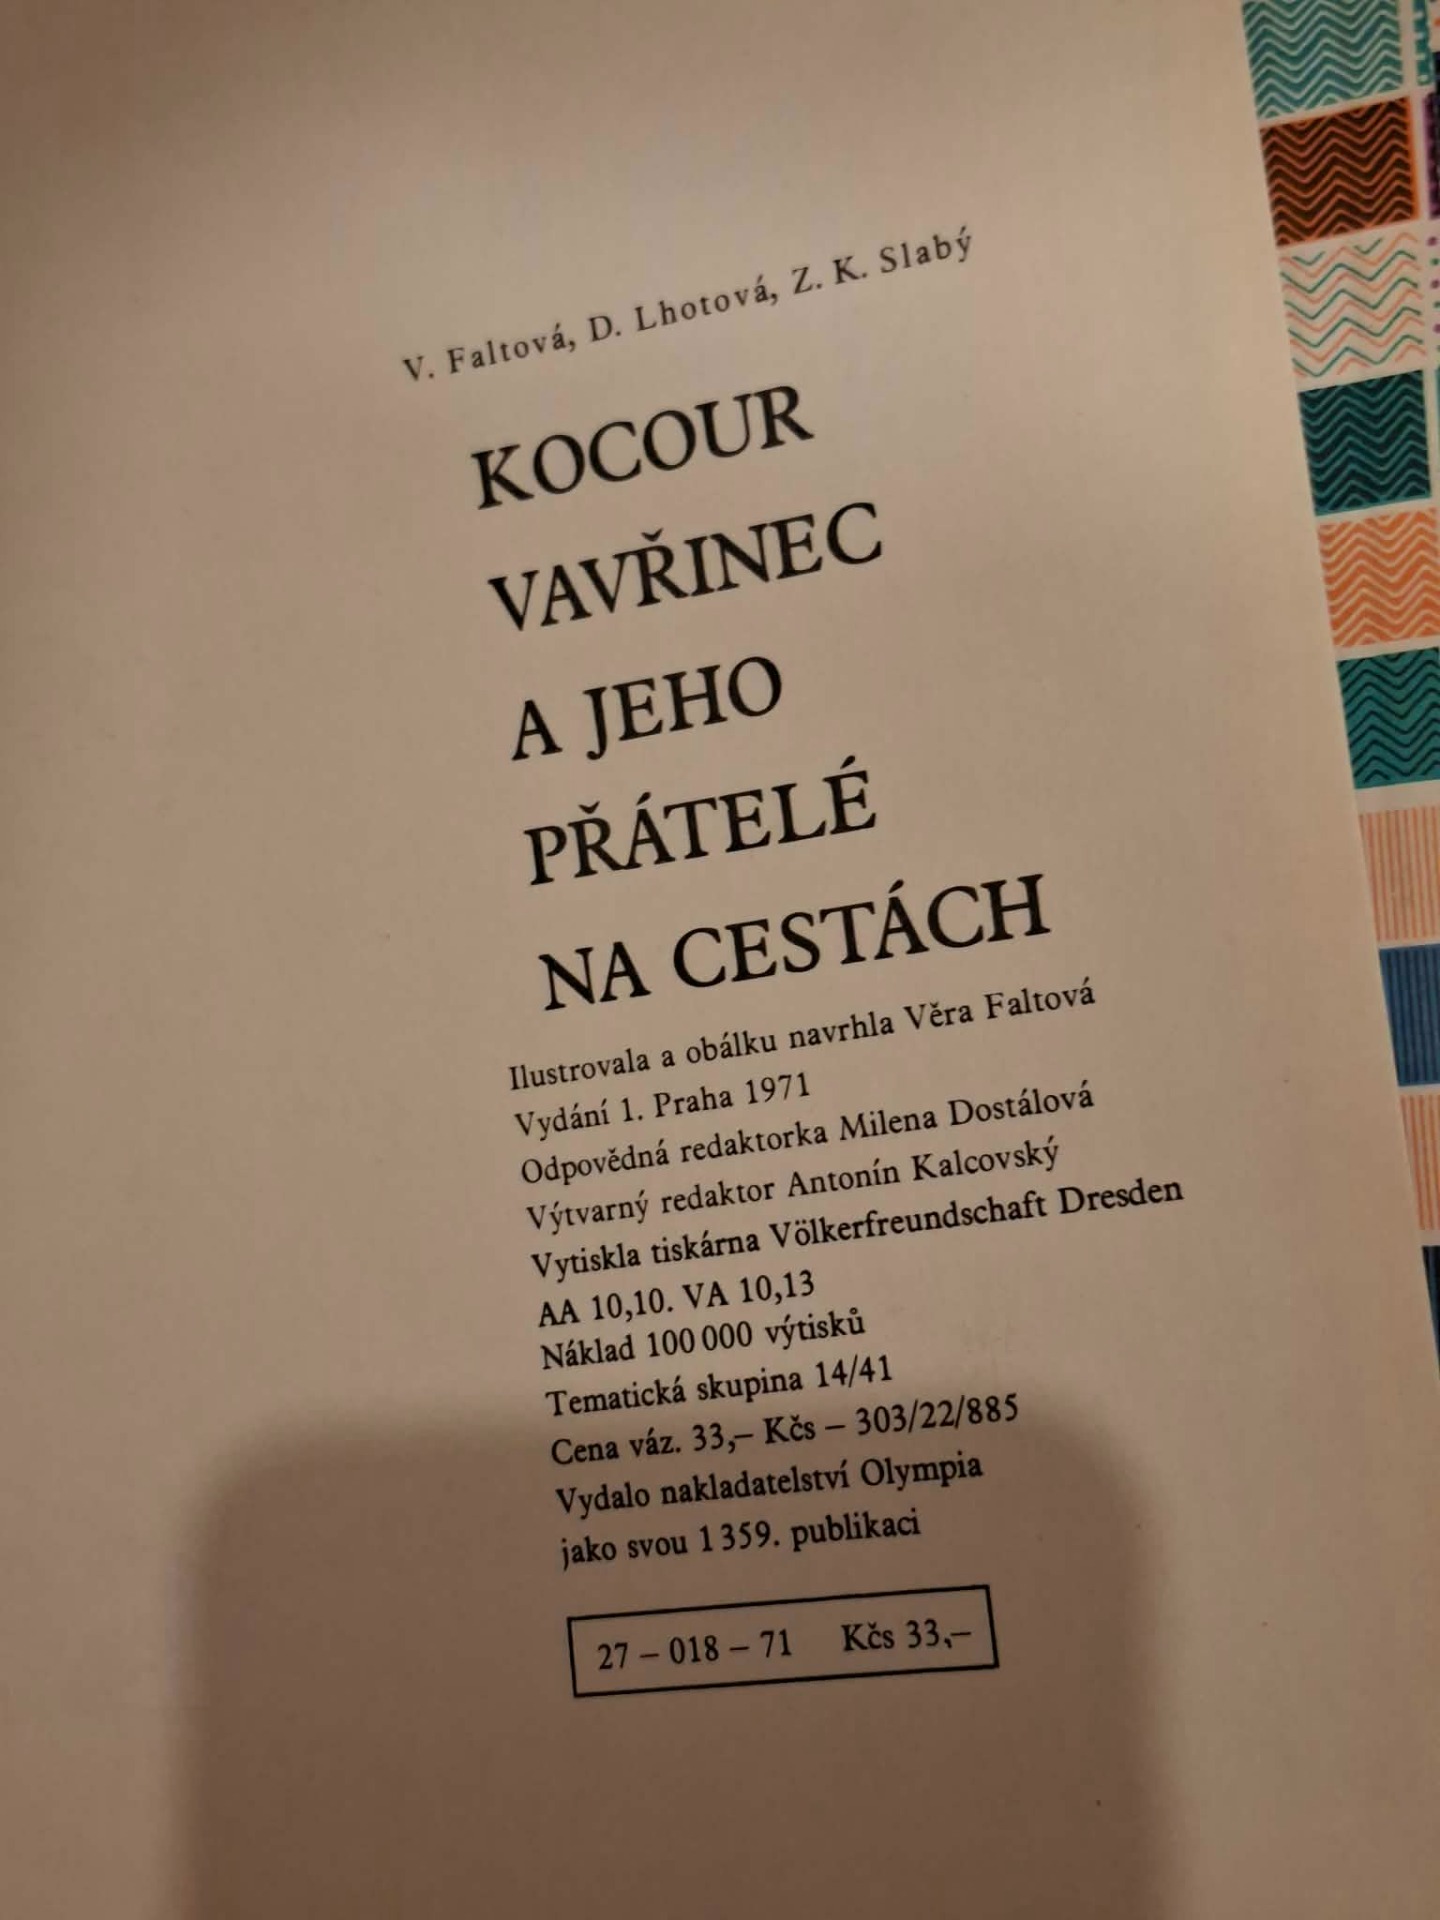 V. Faltová, D. Lhotová, Z. K. Slabý
KOCOUR
VAVŘINEC
A JEHO
PŘÁTELÉ
NA CESTÁCH
Ilustrovala a obálku navrhla Věra Faltová
Vydání 1. Praha 1971
Odpovědná redaktorka Milena Dostálová
Výtvarný redaktor Antonín Kalcovský
Vytiskla tiskárna Völkerfreundschaft Dresden
AA 10,10. VA 10,13
Náklad 100 000 výtisků
Tematická skupina 14/41
Cena váz. 33,– Kčs – 303/22/885
Vydalo nakladatelství Olympia
jako svou 1 359. publikaci
27 – 018 – 71 Kčs 33,–